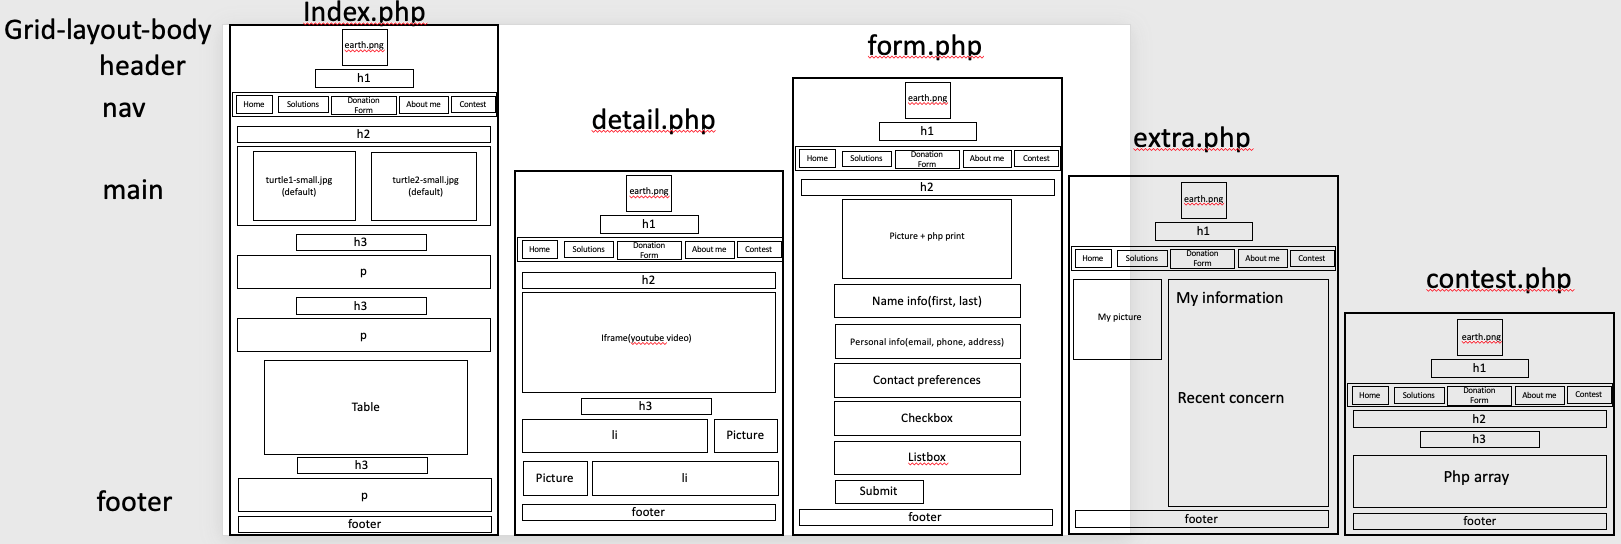 Grid-layout-body
header
nav
main
footer
Index.php
earth.png
h1
Home
Solutions
Donation
Form
About me
Contest
h2
turtle1-small.jpg
(default)
turtle2-small.jpg
(default)
h3
p
h3
p
Table
h3
p
footer
detail.php
earth.png
h1
Home
Solutions
Donation
Form
About me
Contest
h2
Iframe(youtube video)
h3
li
Picture
Picture
li
footer
form.php
earth.png
h1
Home
Solutions
Donation
Form
About me
Contest
h2
Picture + php print
Name info(first, last)
Personal info(email, phone, address)
Contact preferences
Checkbox
Listbox
Submit
footer
extra.php
earth.png
h1
Home
Solutions
Donation
Form
About me
Contest
My picture
My information
Recent concern
footer
contest.php
earth.png
h1
Home
Solutions
Donation
Form
About me
Contest
h2
h3
Php array
footer